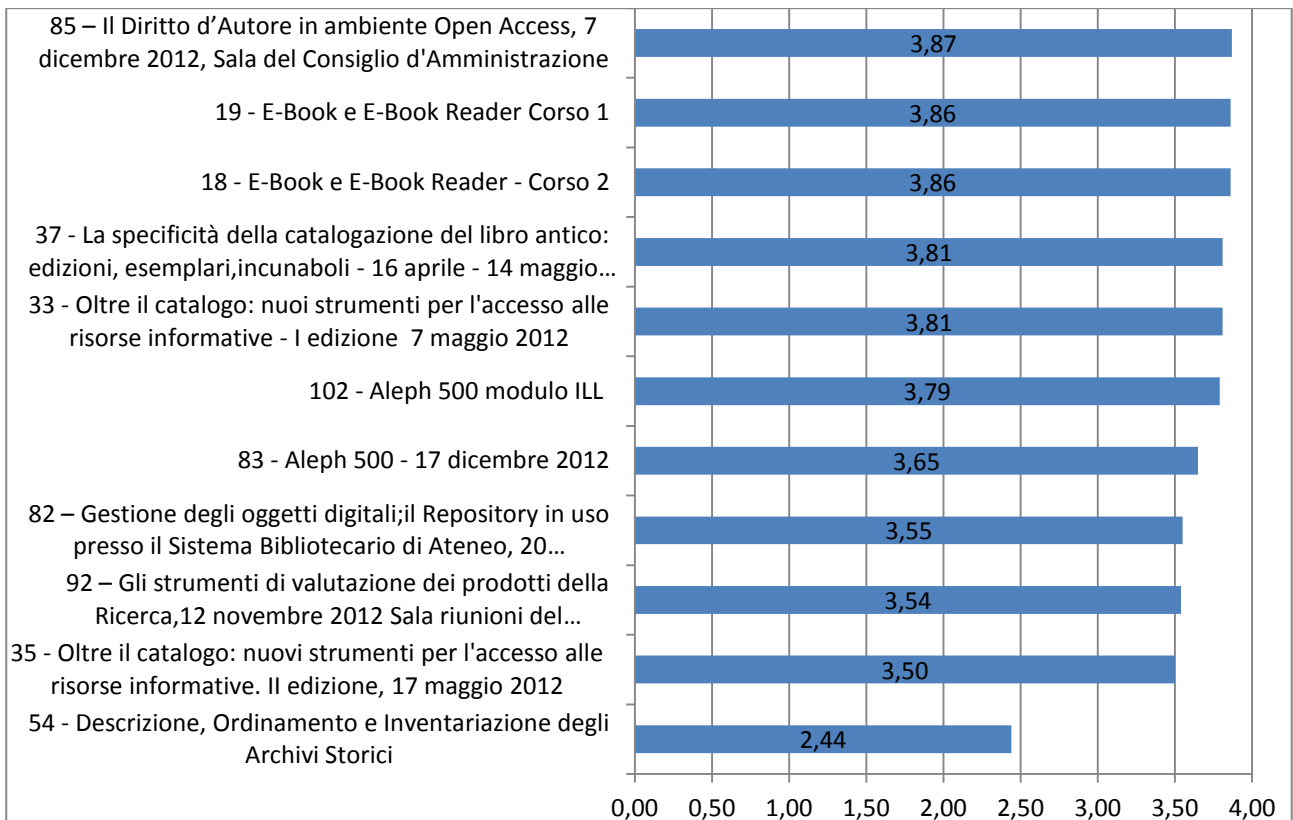 85 – Il Diritto d’Autore in ambiente Open Access, 7
dicembre 2012, Sala del Consiglio d'Amministrazione
3,87
19 - E-Book e E-Book Reader Corso 1
3,86
18 - E-Book e E-Book Reader - Corso 2
3,86
37 - La specificità della catalogazione del libro antico:
edizioni, esemplari,incunaboli - 16 aprile - 14 maggio…
3,81
33 - Oltre il catalogo: nuoi strumenti per l'accesso alle
risorse informative - I edizione  7 maggio 2012
3,81
102 - Aleph 500 modulo ILL
3,79
83 - Aleph 500 - 17 dicembre 2012
3,65
82 – Gestione degli oggetti digitali;il Repository in uso
presso il Sistema Bibliotecario di Ateneo, 20…
3,55
92 – Gli strumenti di valutazione dei prodotti della
Ricerca,12 novembre 2012 Sala riunioni del…
3,54
35 - Oltre il catalogo: nuovi strumenti per l'accesso alle
risorse informative. II edizione, 17 maggio 2012
3,50
54 - Descrizione, Ordinamento e Inventariazione degli
Archivi Storici
2,44
0,00 0,50 1,00 1,50 2,00 2,50 3,00 3,50 4,00